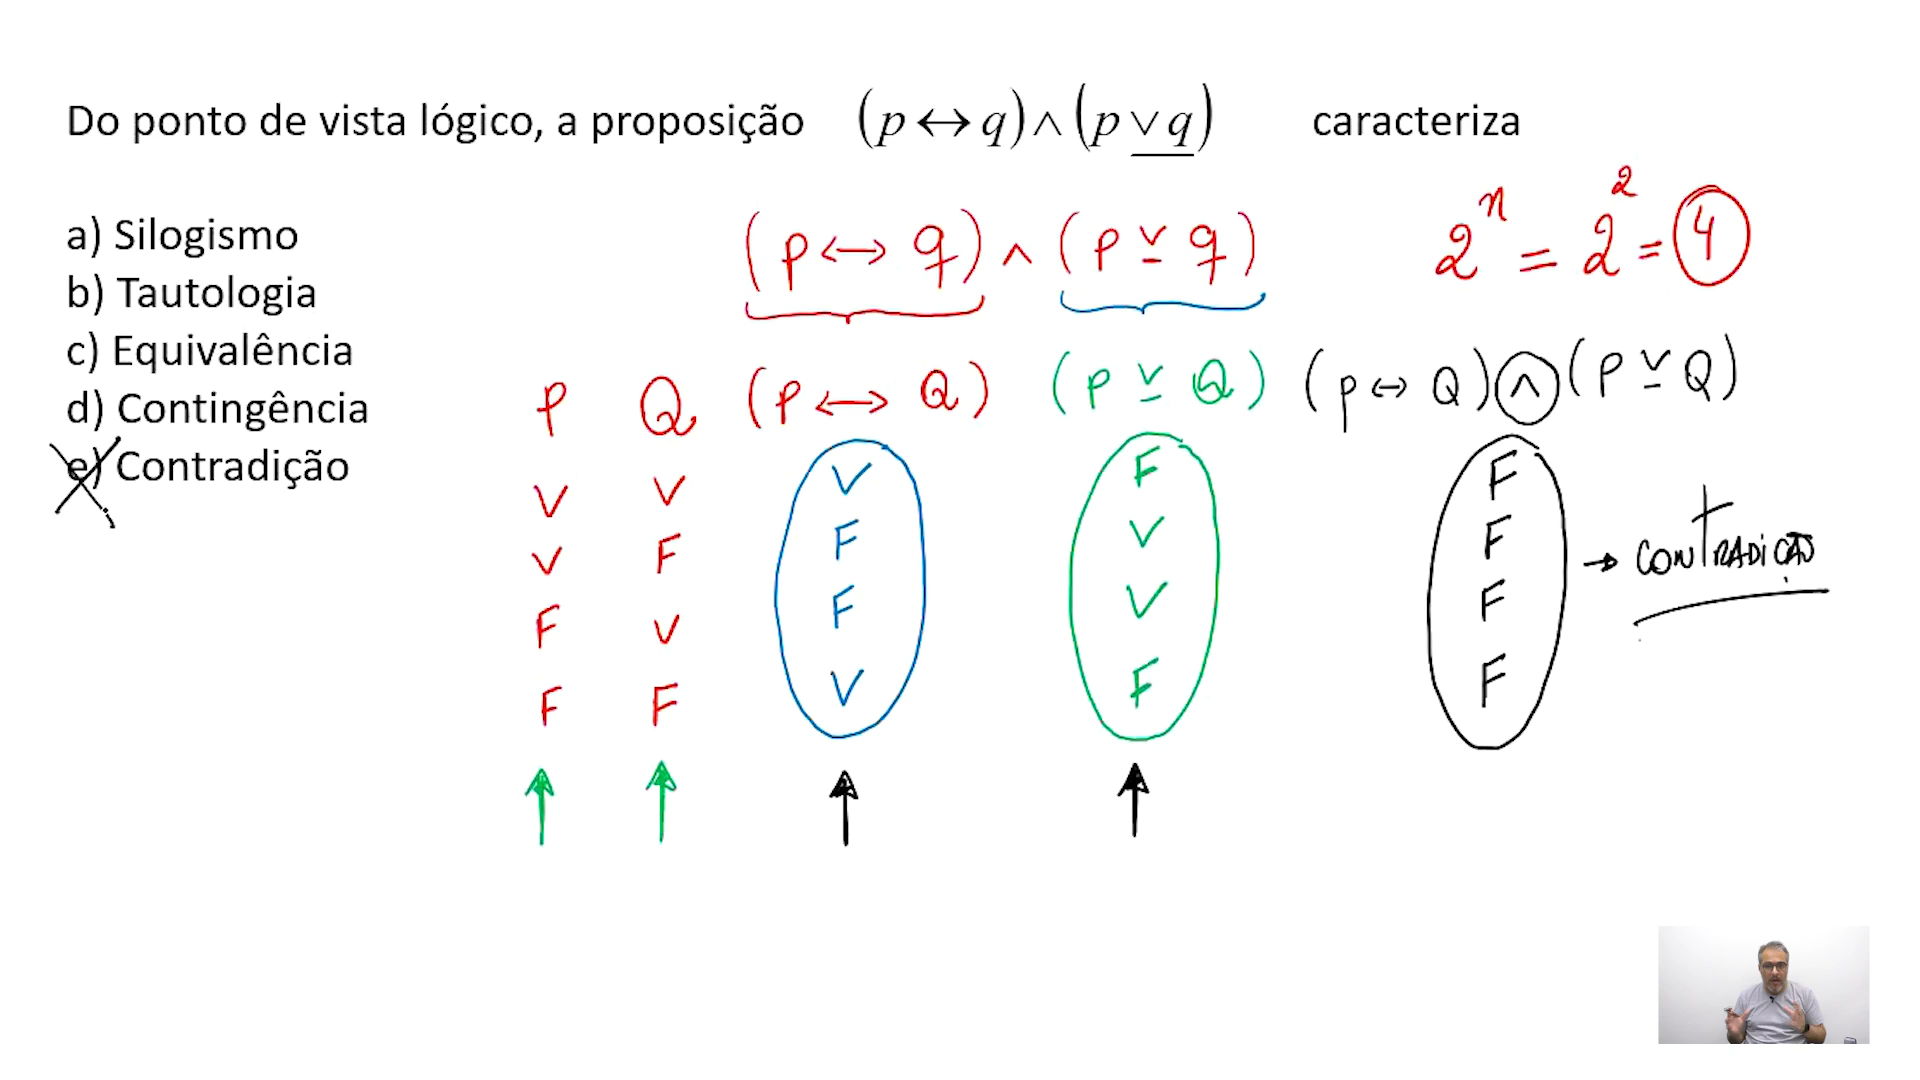 Do ponto de vista lógico, a proposição (p↔q)∧(p ⊻ q) caracteriza
a) Silogismo
b) Tautologia
c) Equivalência
d) Contingência
e) Contradição
(p ↔ q) ∧ (p ⊻ q)
2ⁿ = 2² = 4
P Q (P ↔ Q) (P ⊻ Q) (P ↔ Q) ∧ (P ⊻ Q)
V V V F F
V F F V F
F V F V F
F F V F F
→ CONTRADIÇÃO